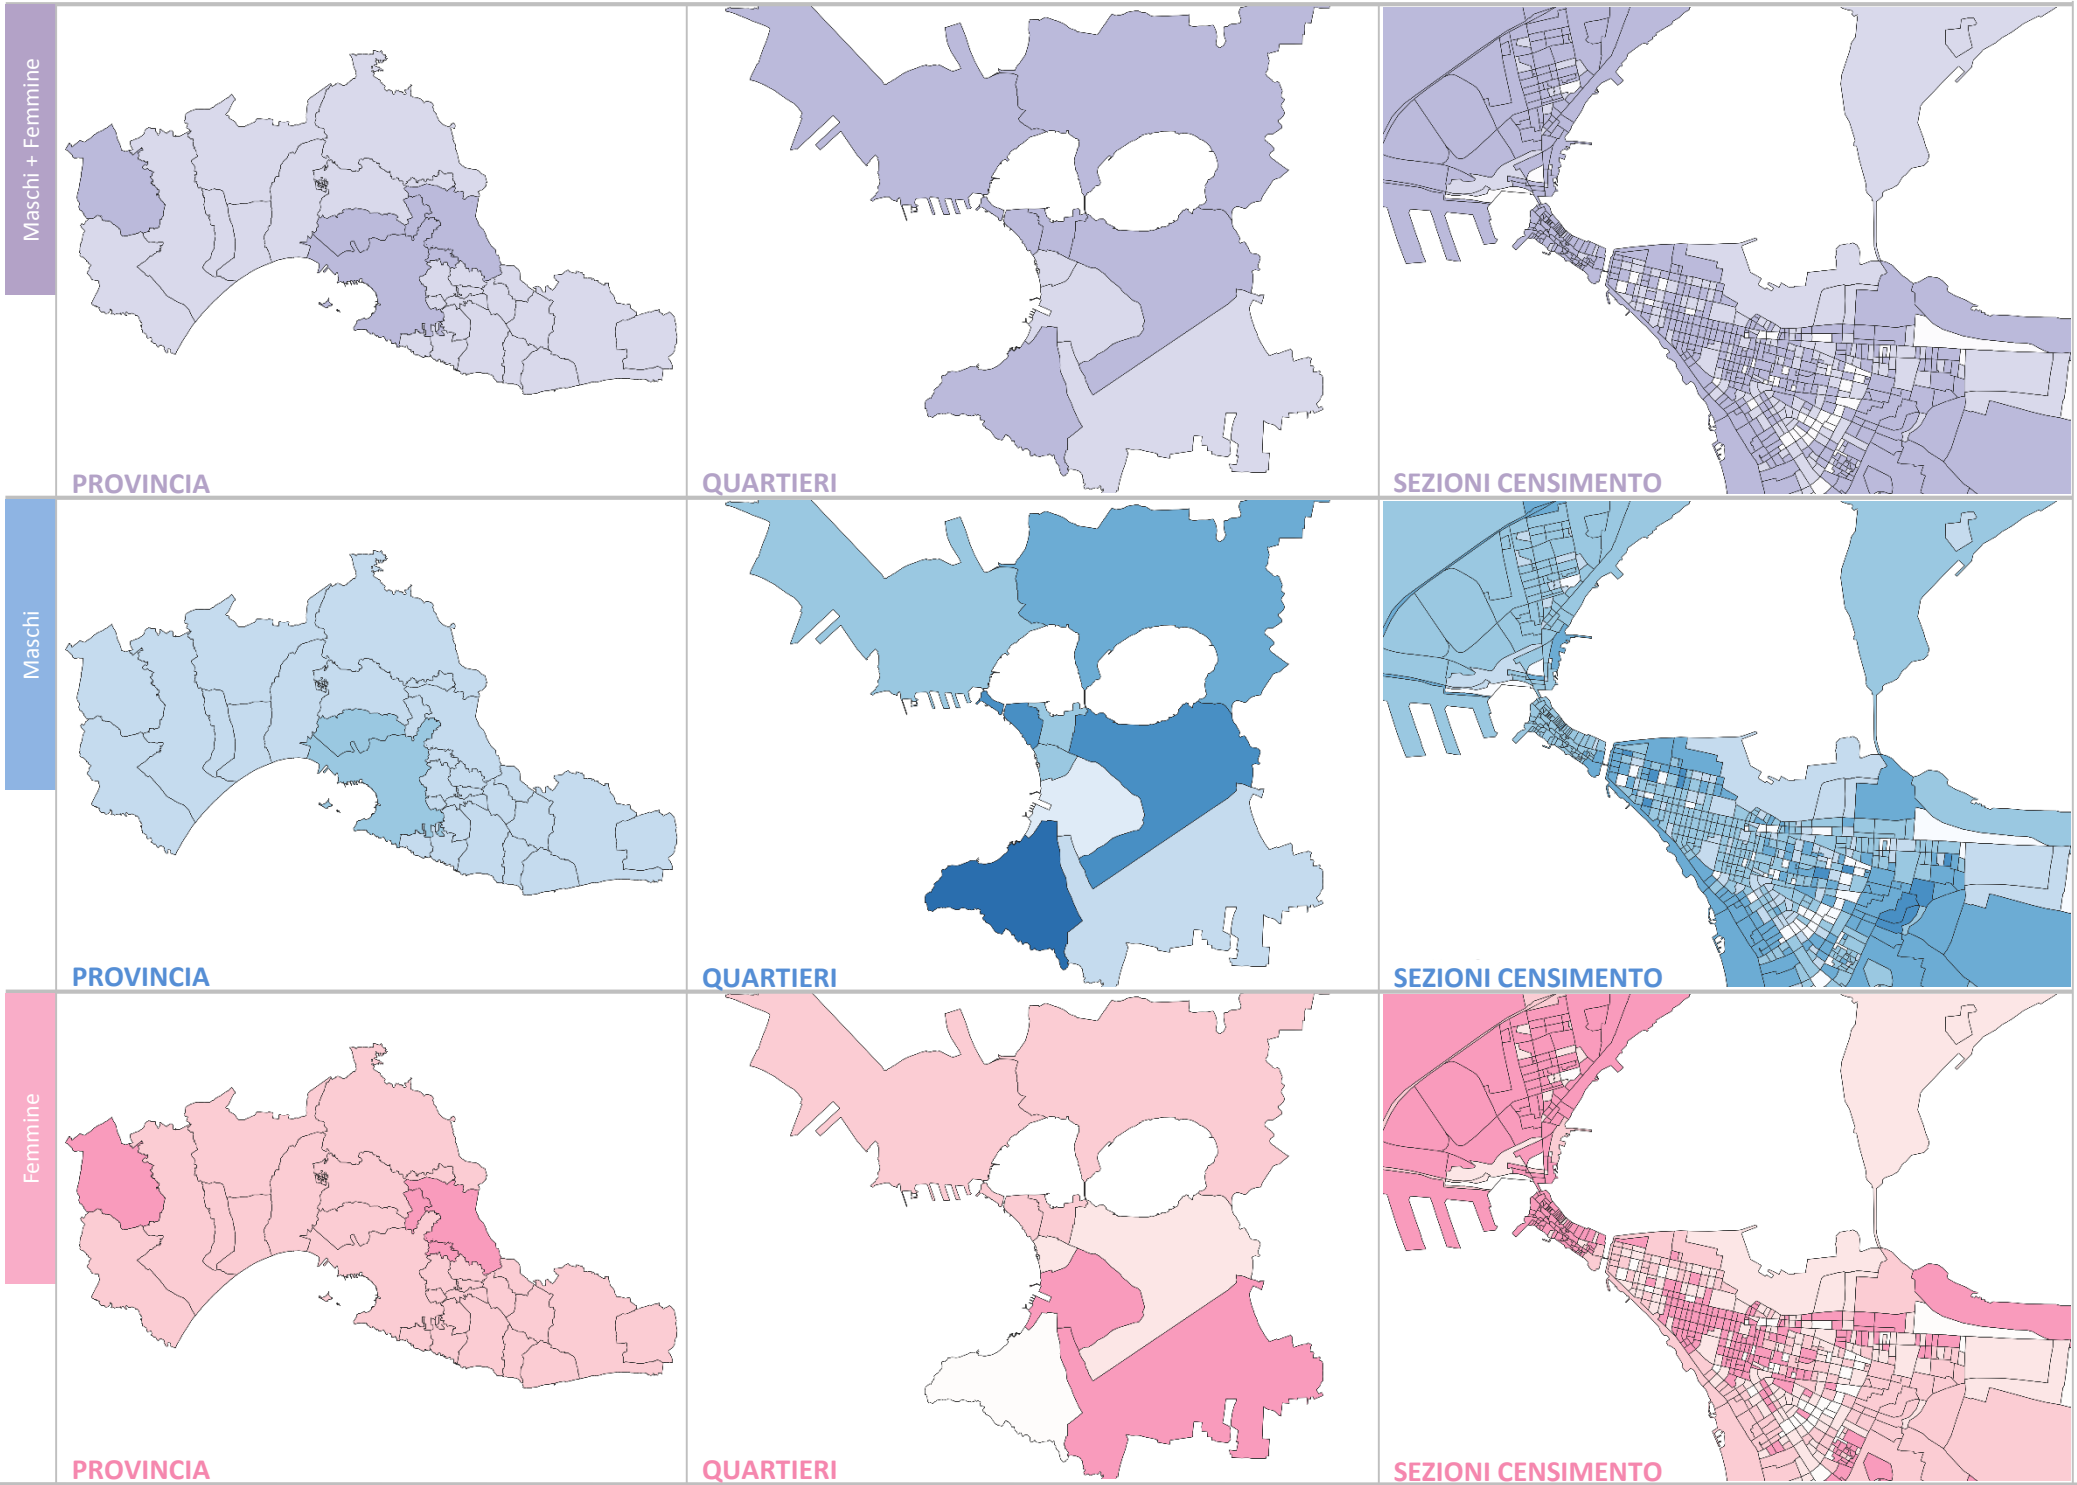 Maschi + Femmine
PROVINCIA
QUARTIERI
SEZIONI CENSIMENTO
Maschi
PROVINCIA
QUARTIERI
SEZIONI CENSIMENTO
Femmine
PROVINCIA
QUARTIERI
SEZIONI CENSIMENTO